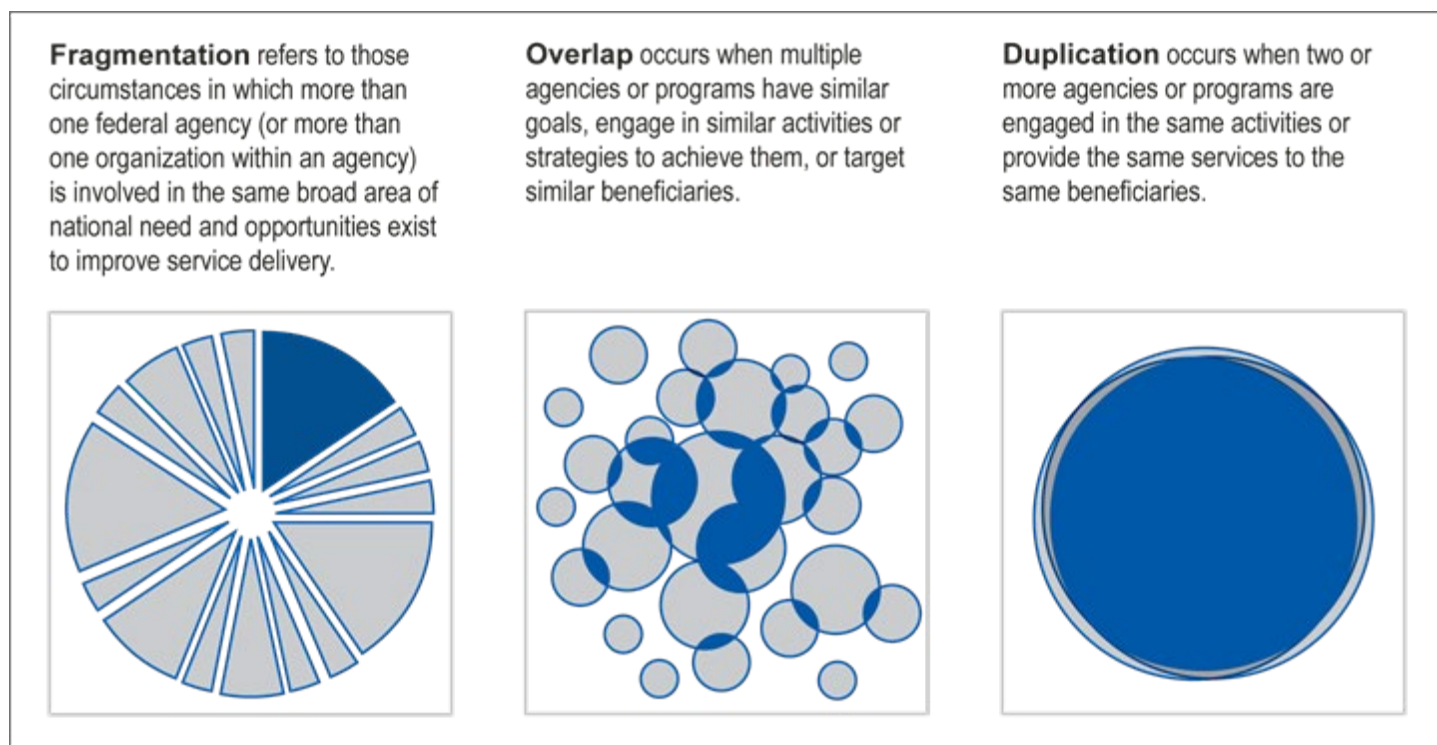 Fragmentation refers to those
circumstances in which more than
one federal agency (or more than
one organization within an agency)
is involved in the same broad area of
national need and opportunities exist
to improve service delivery.
Overlap occurs when multiple
agencies or programs have similar
goals, engage in similar activities or
strategies to achieve them, or target
similar beneficiaries.
Duplication occurs when two or
more agencies or programs are
engaged in the same activities or
provide the same services to the
same beneficiaries.